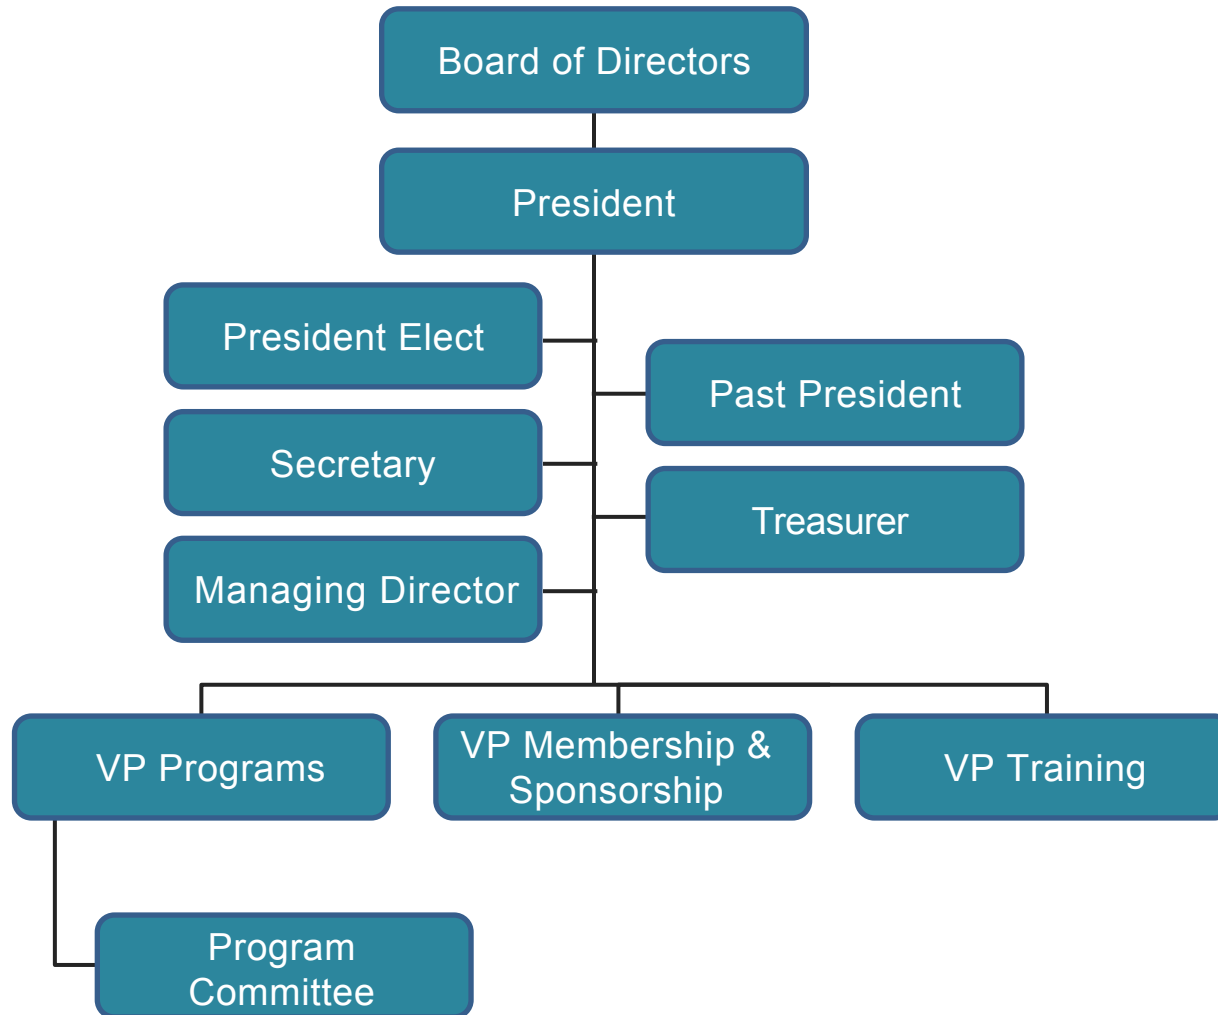 Board of Directors
President
President Elect
Past President
Secretary
Treasurer
Managing Director
VP Programs
VP Membership &
Sponsorship
VP Training
Program
Committee